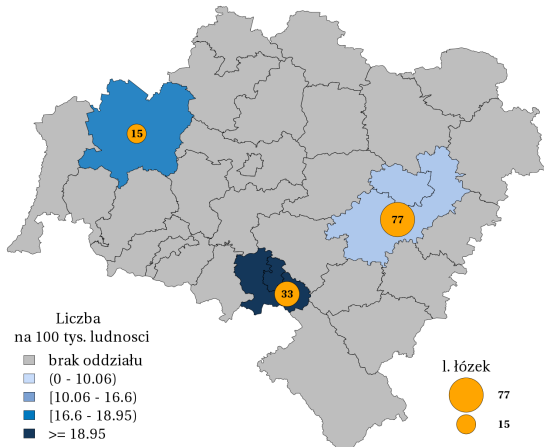 15
77
33
Liczba
na 100 tys. ludnosci
brak oddziału
(0 - 10.06)
[10.06 - 16.6)
[16.6 - 18.95)
>= 18.95
l. łózek
77
15